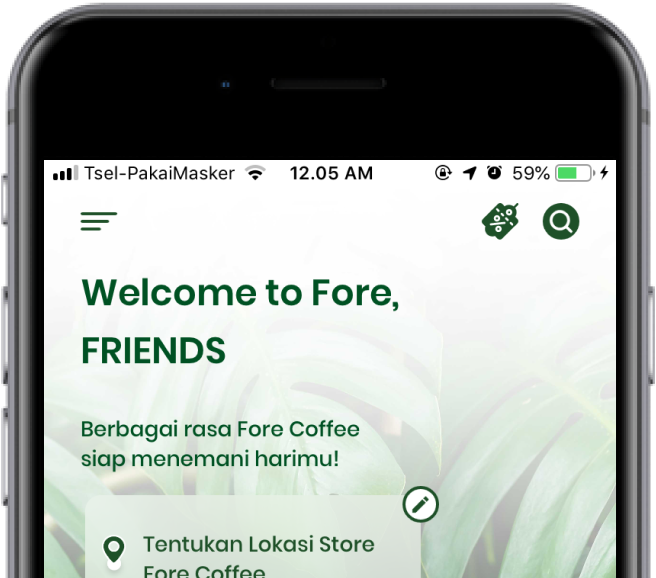 Tsel-PakaiMasker 12.05 AM 59%
Welcome to Fore,
FRIENDS
Berbagai rasa Fore Coffee
siap menemani harimu!
Tentukan Lokasi Store
Fore Coffee